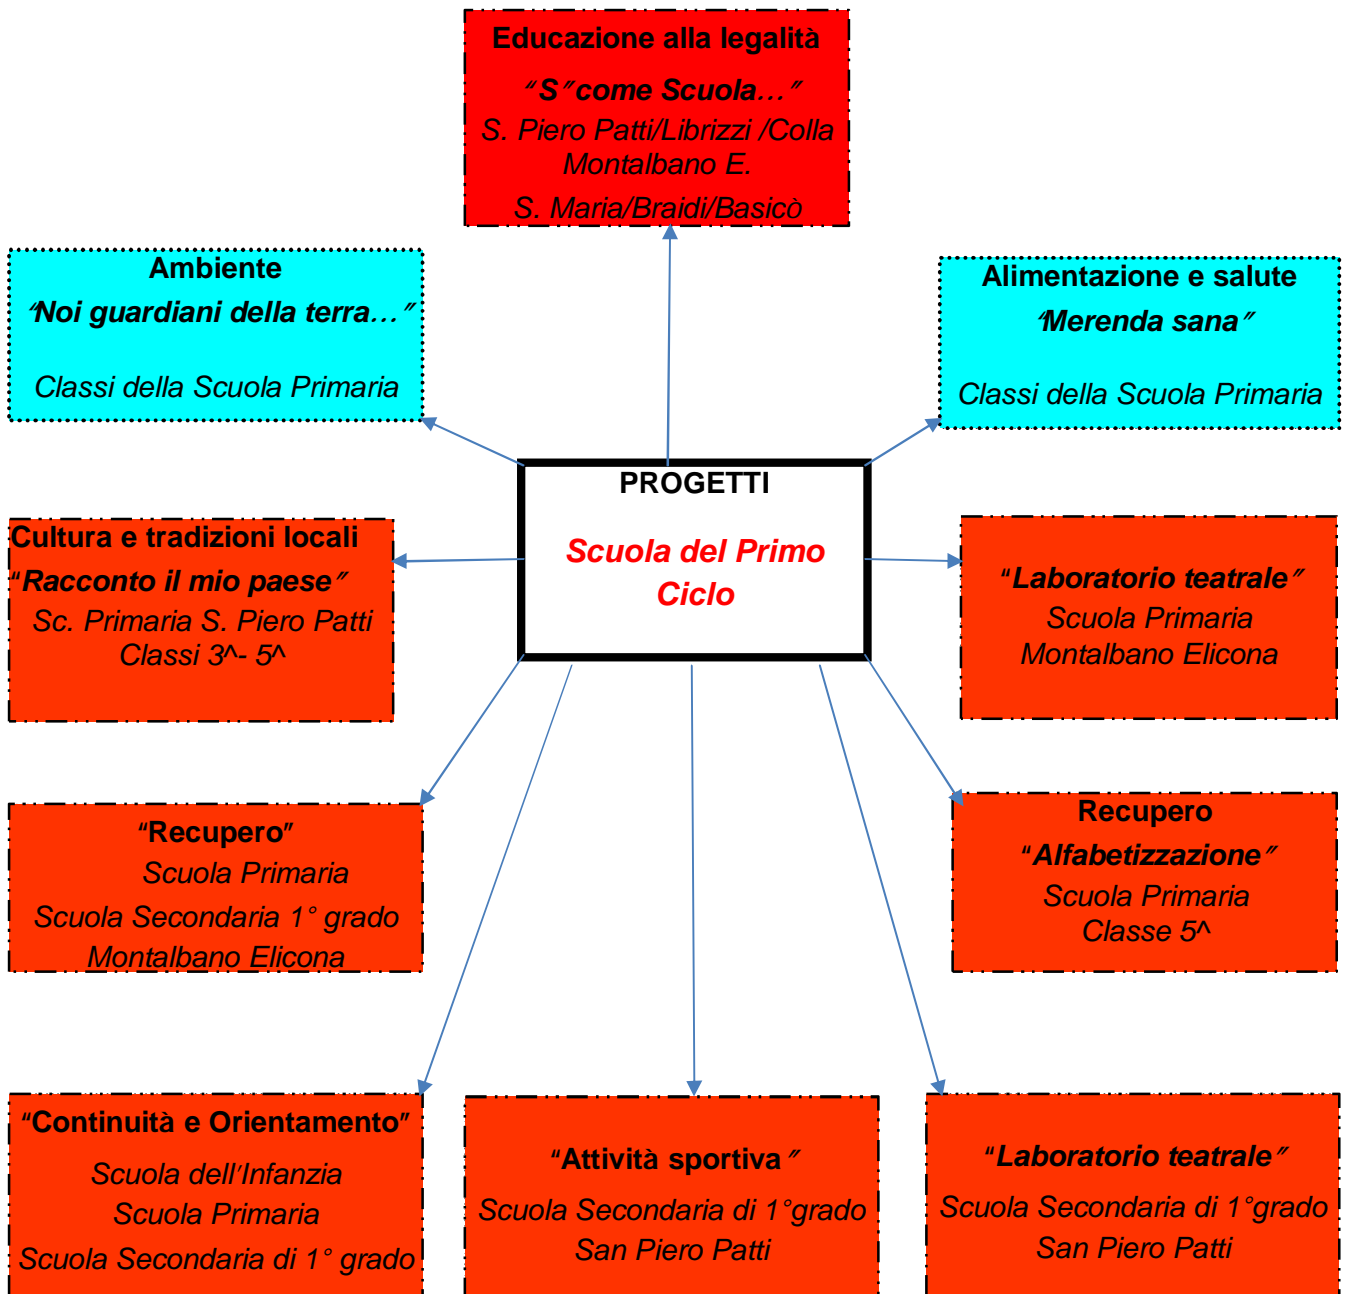 Educazione alla legalità
"S" come Scuola..."
S. Piero Patti/Librizzi /Colla
Montalbano E.
S. Maria/Braidi/Basicò
Ambiente
"Noi guardiani della terra..."
Classi della Scuola Primaria
Alimentazione e salute
"Merenda sana"
Classi della Scuola Primaria
PROGETTI
Scuola del Primo
Ciclo
Cultura e tradizioni locali
"Racconto il mio paese"
Sc. Primaria S. Piero Patti
Classi 3^- 5^
"Laboratorio teatrale"
Scuola Primaria
Montalbano Elicona
"Recupero"
Scuola Primaria
Scuola Secondaria 1° grado
Montalbano Elicona
Recupero
"Alfabetizzazione"
Scuola Primaria
Classe 5^
"Continuità e Orientamento"
Scuola dell'Infanzia
Scuola Primaria
Scuola Secondaria di 1° grado
"Attività sportiva"
Scuola Secondaria di 1°grado
San Piero Patti
"Laboratorio teatrale"
Scuola Secondaria di 1°grado
San Piero Patti